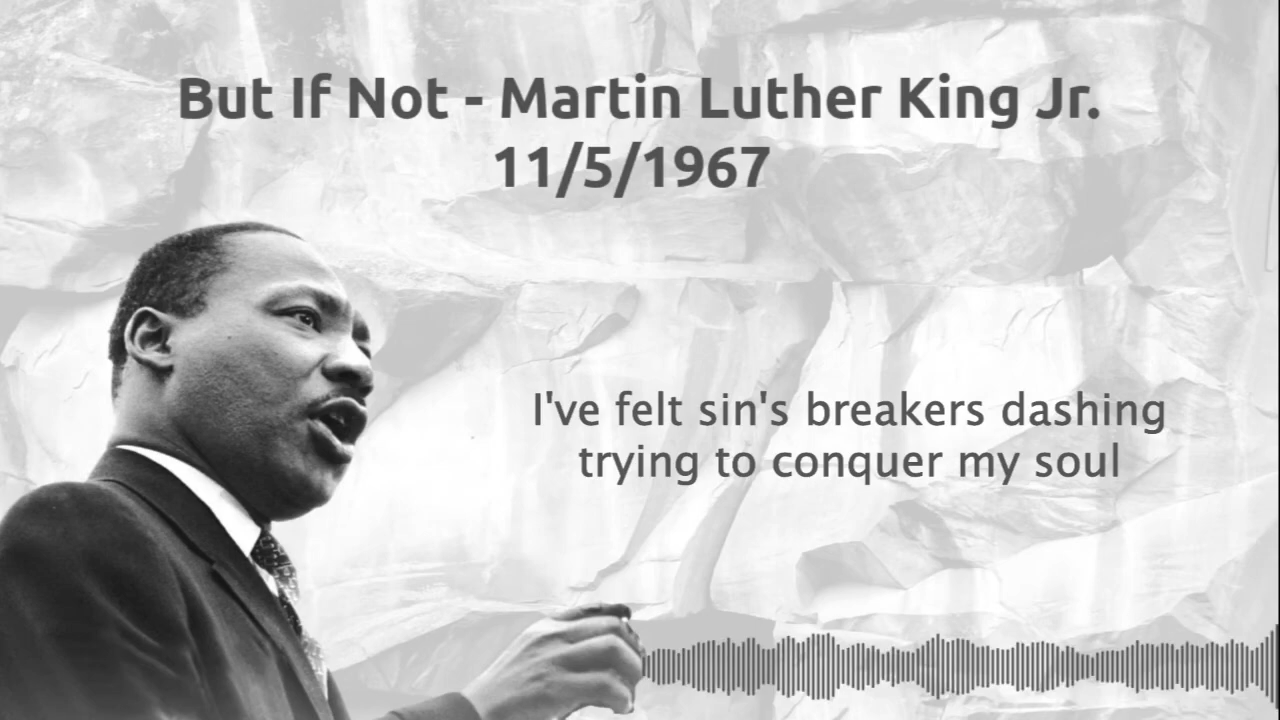 But If Not - Martin Luther King Jr.
11/5/1967
I've felt sin's breakers dashing
trying to conquer my soul